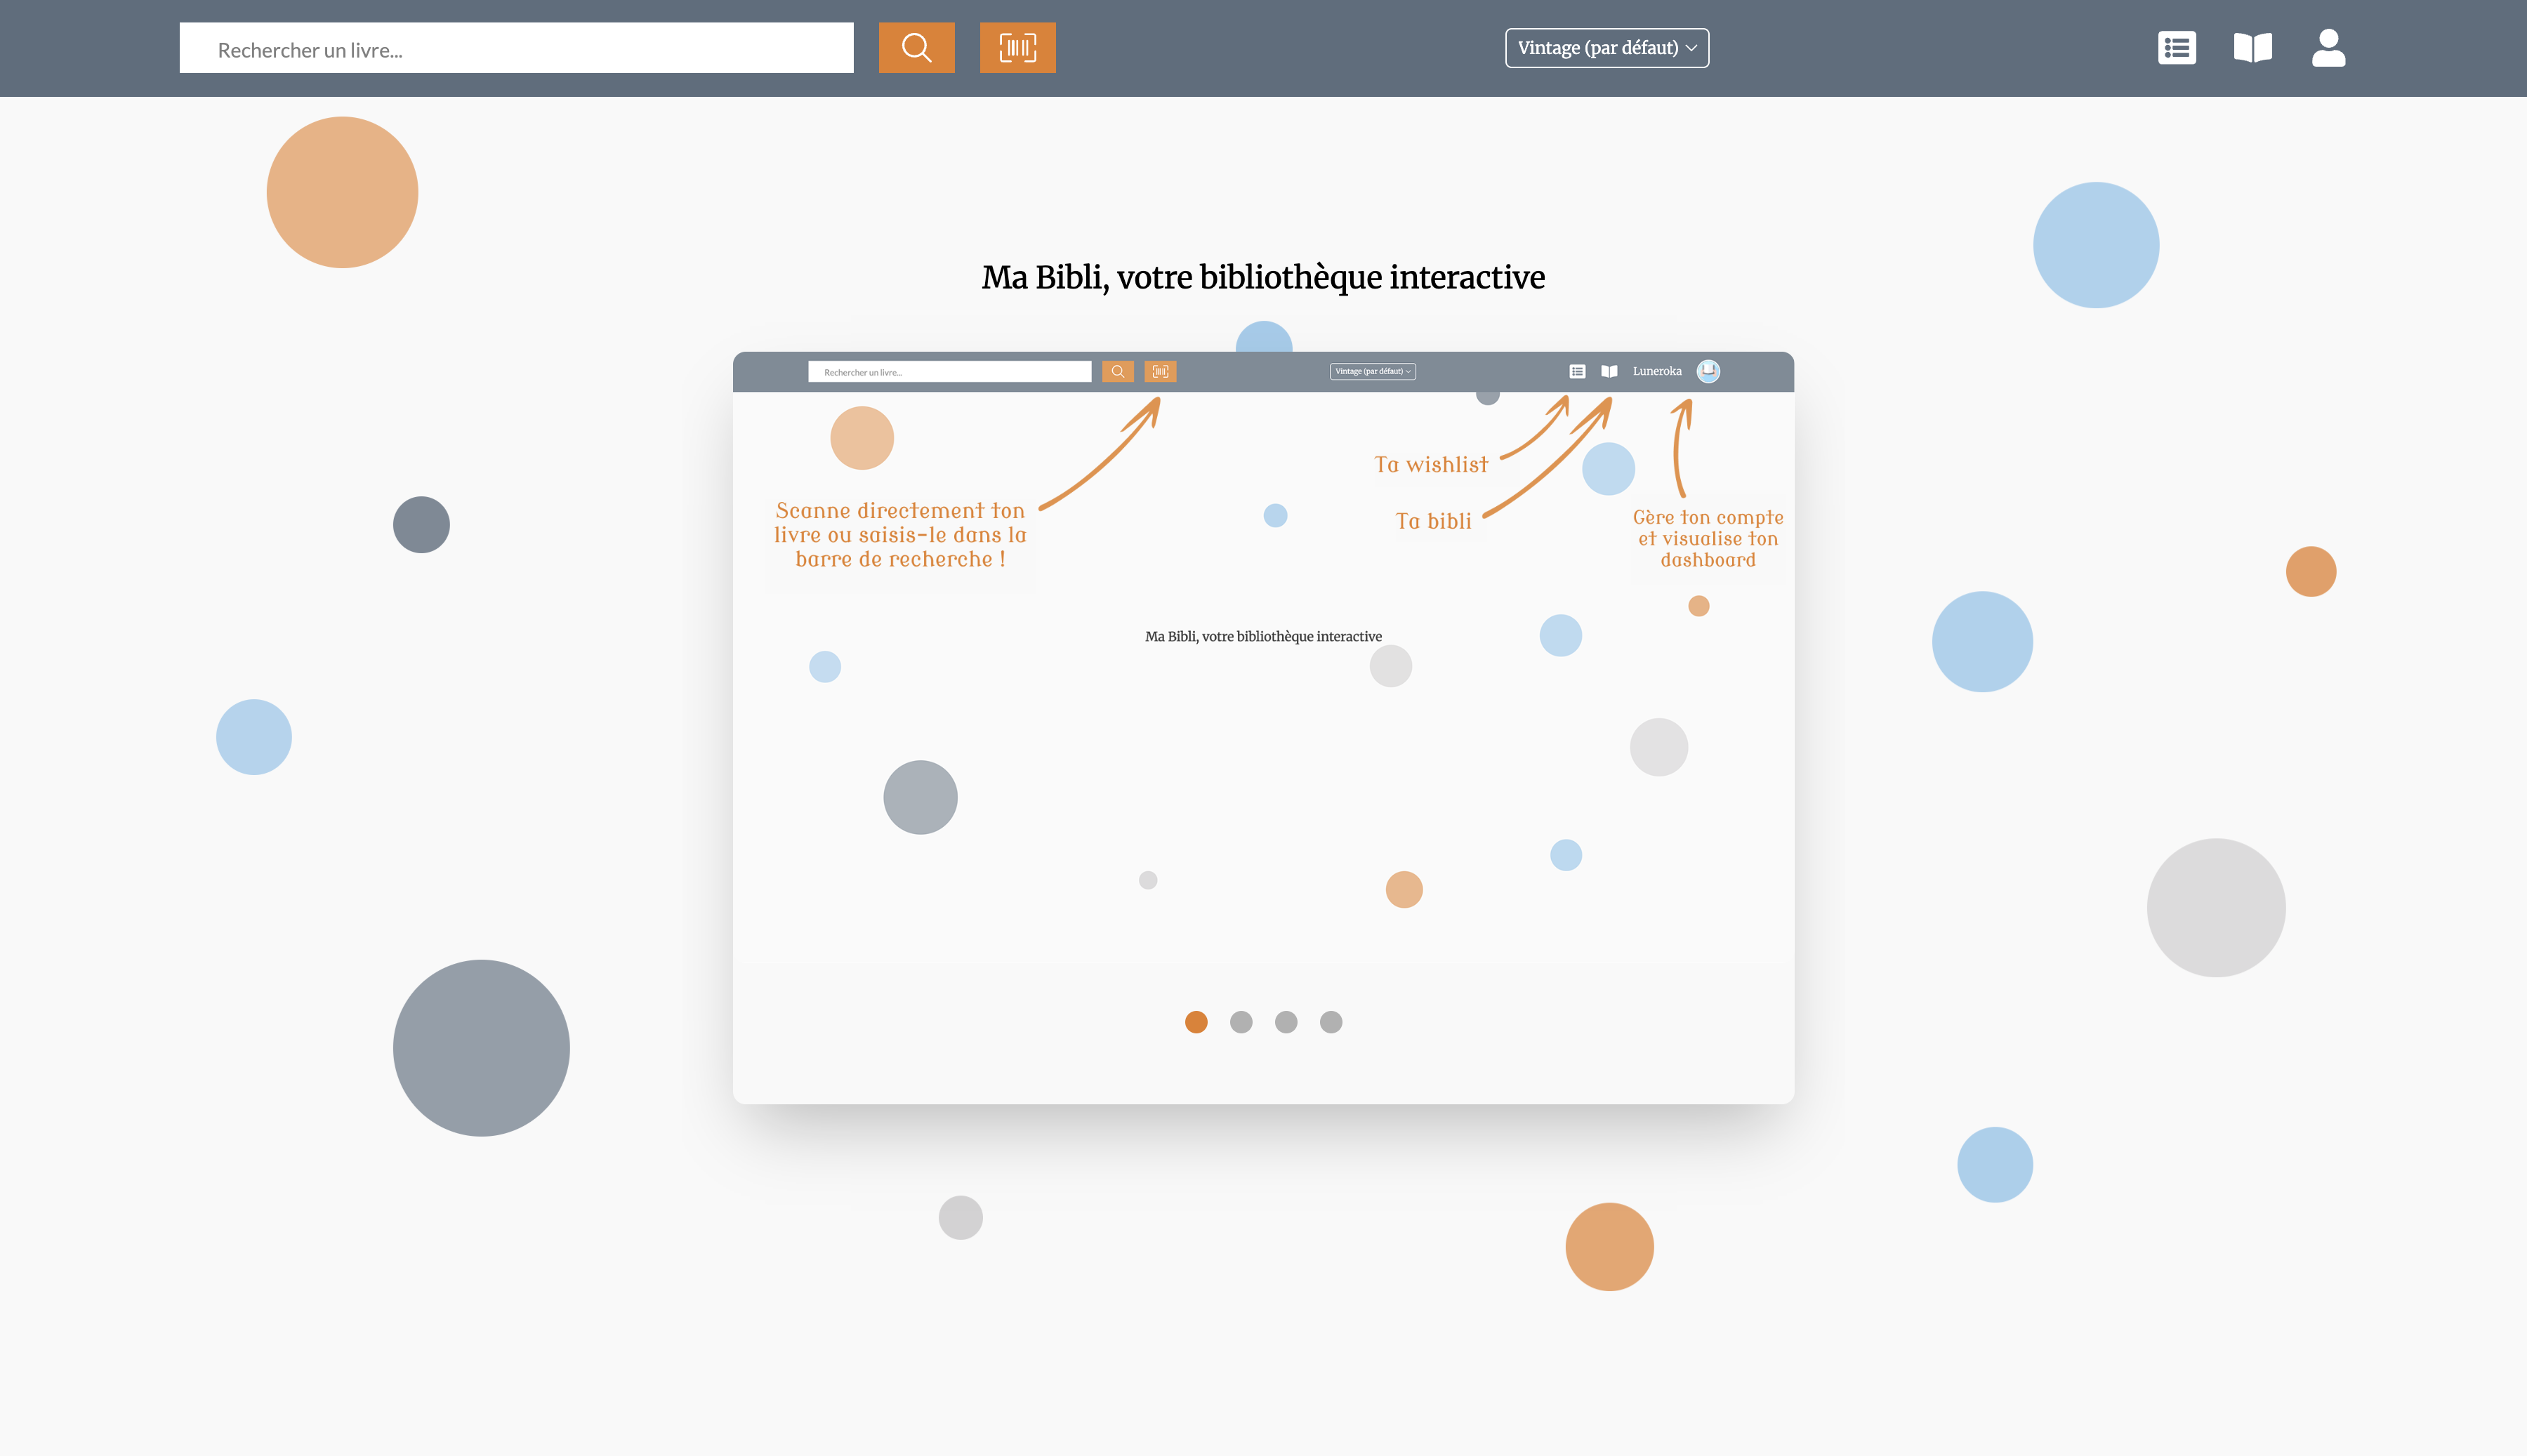 Rechercher un livre...
Vintage (par défaut)
Ma Bibli, votre bibliothèque interactive
Rechercher un livre...
Vintage (par défaut)
Luneroka
Ta wishlist
Scanne directement ton
livre ou saisis-le dans la
barre de recherche !
Ta bibli
Gère ton compte
et visualise ton
dashboard
Ma Bibli, votre bibliothèque interactive